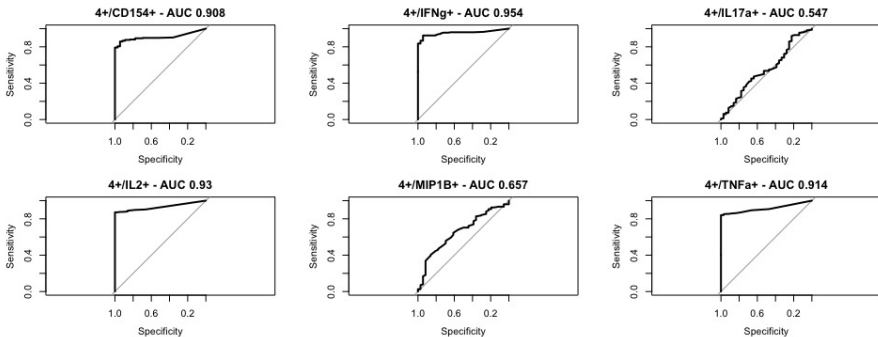 4+/CD154+ - AUC 0.908
Sensitivity
0.0 0.4 0.8
1.0 0.6 0.2
Specificity
4+/IFNg+ - AUC 0.954
Sensitivity
0.0 0.4 0.8
1.0 0.6 0.2
Specificity
4+/IL17a+ - AUC 0.547
Sensitivity
0.0 0.4 0.8
1.0 0.6 0.2
Specificity
4+/IL2+ - AUC 0.93
Sensitivity
0.0 0.4 0.8
1.0 0.6 0.2
Specificity
4+/MIP1B+ - AUC 0.657
Sensitivity
0.0 0.4 0.8
1.0 0.6 0.2
Specificity
4+/TNFa+ - AUC 0.914
Sensitivity
0.0 0.4 0.8
1.0 0.6 0.2
Specificity